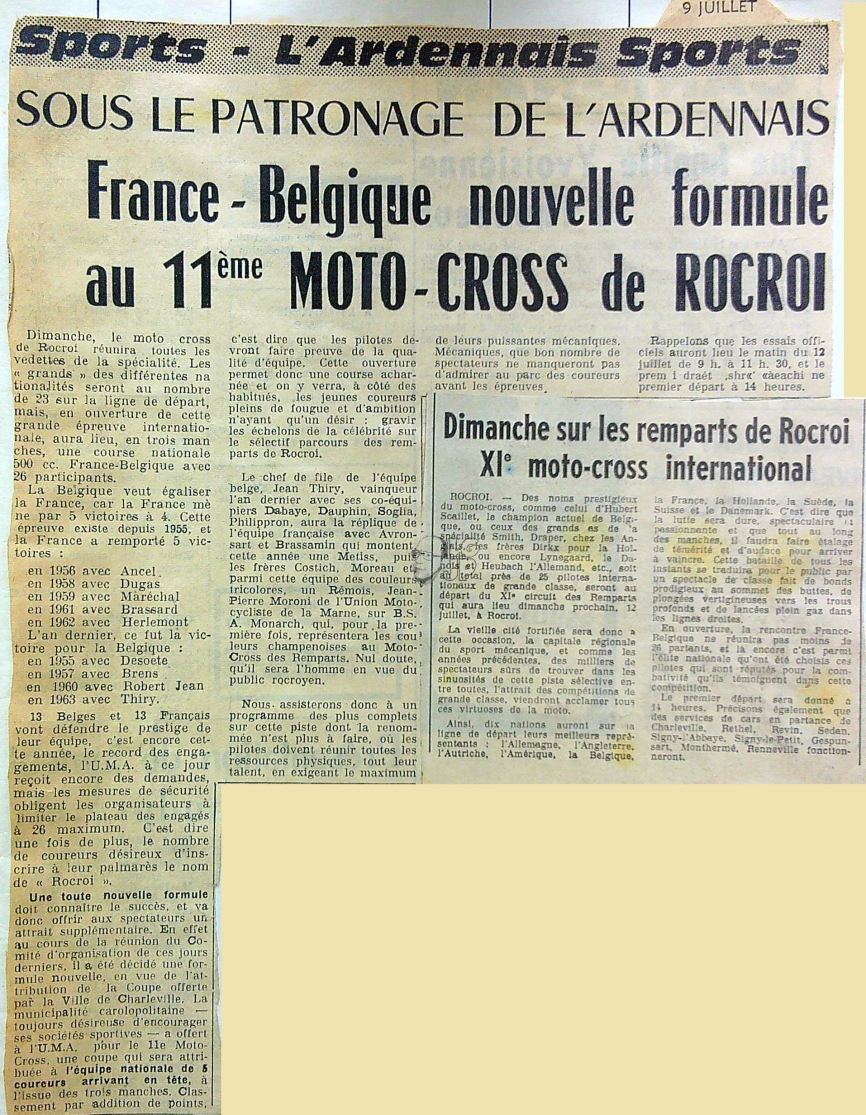 9 JUILLET
Sports - L'Ardennais Sports
SOUS LE PATRONAGE DE L'ARDENNAIS
France - Belgique nouvelle formule
au 11ème MOTO-CROSS de ROCROI
Dimanche, le moto cross
de Rocroi réunira toutes les
vedettes de la spécialité. Les
« grands » des différentes na
tionalités seront au nombre
de 23 sur la ligne de départ,
mais, en ouverture de cette
grande épreuve internatio-
nale, aura lieu, en trois man
ches, une course nationale
500 cc. France-Belgique avec
26 participants.
La Belgique veut égaliser
la France, car la France mè
ne par 5 victoires à 4. Cette
épreuve existe depuis 1955, et
la France a remporté 5 vic-
toires :
en 1956 avec Ancel
en 1958 avec Dugas
en 1959 avec Maréchal
en 1961 avec Brassard
en 1962 avec Herlemont
L'an dernier, ce fut la vic-
toire pour la Belgique :
en 1955 avec Desoete
en 1957 avec Brens
en 1960 avec Robert Jean
en 1963 avec Thiry.
13 Belges et 13 Français
vont défendre le prestige de
leur équipe, c'est encore cet-
te année, le record des enga-
gements, l'U.M.A. à ce jour
reçoit encore des demandes,
mais les mesures de sécurité
obligent les organisateurs à
limiter le plateau des engagés
à 26 maximum. C'est dire
une fois de plus, le nombre
de coureurs désireux d'ins-
crire à leur palmarès le nom
de « Rocroi ».
Une toute nouvelle formule
doit connaître le succès, et va
donc offrir aux spectateurs un
attrait supplémentaire. En effet
au cours de la réunion du Co-
mité d'organisation de ces jours
derniers, il a été décidé une for-
mule nouvelle, en vue de l'at-
tribution de la Coupe offerte
par la Ville de Charleville. La
municipalité carolopolitaine —
toujours désireuse d'encourager
ses sociétés sportives — a offert
à l'U.M.A. pour le 11e Moto-
Cross, une coupe qui sera attri-
buée à l'équipe nationale de 5
coureurs arrivant en tête, à
l'issue des trois manches. Clas-
sement par addition de points,
c'est dire que les pilotes de-
vront faire preuve de la qua-
lité d'équipe. Cette ouverture
permet donc une course achar-
née et on y verra, à côté des
habitués, les jeunes coureurs
pleins de fougue et d'ambition
n'ayant qu'un désir : gravir
les échelons de la célébrité sur
le sélectif parcours des rem-
parts de Rocroi.
Le chef de file de l'équipe
belge, Jean Thiry, vainqueur
l'an dernier avec ses co-équi-
piers Dabaye, Dauphin, Soglia,
Philippron, aura la réplique de
l'équipe française avec Avron-
sart et Brassamin qui montent
cette année une Metiss, puis
les frères Costich, Moreau et
parmi cette équipe des couleurs
tricolores, un Rémois, Jean-
Pierre Moroni de l'Union Moto-
cycliste de la Marne, sur B.S.
A. Monarch, qui, pour la pre-
mière fois, représentera les cou
leurs champenoises au Moto-
Cross des Remparts. Nul doute,
qu'il sera l'homme en vue du
public rocroyen.
Nous assisterons donc à un
programme des plus complets
sur cette piste dont la renom-
mée n'est plus à faire, où les
pilotes doivent réunir toutes les
ressources physiques, tout leur
talent, en exigeant le maximum
de leurs puissantes mécaniques.
Mécaniques, que bon nombre de
spectateurs ne manqueront pas
d'admirer au parc des coureurs
avant les épreuves.
Rappelons que les essais offi-
ciels auront lieu le matin du 12
juillet de 9 h. à 11 h. 30, et le
prem i draét ,shrx' «àeachi ne
premier départ à 14 heures.
Dimanche sur les remparts de Rocroi
XIe moto-cross international
ROCROI. — Des noms prestigieux
du moto-cross, comme celui d'Hubert
Scaillet, le champion actuel de Belgi-
que, ou ceux des grands as de la
spécialité Smith, Draper, chez les An
glais, les frères Dirkx pour la Hol-
lande, ou encore Lynegaard, le Da-
nois et Heubach l'Allemand, etc., soit
au total près de 25 pilotes interna-
tionaux de grande classe, seront au
départ du XIe circuit des Remparts
qui aura lieu dimanche prochain, 12
juillet, à Rocroi.
La vieille cité fortifiée sera donc à
cette occasion, la capitale régionale
du sport mécanique, et comme les
années précédentes, des milliers de
spectateurs sûrs de trouver dans les
sinuosités de cette piste sélective en-
tre toutes, l'attrait des compétitions de
grande classe, viendront acclamer tous
ces virtuoses de la moto.
Ainsi, dix nations auront sur la
ligne de départ leurs meilleurs repré-
sentants : l'Allemagne, l'Angleterre,
l'Autriche, l'Amérique, la Belgique,
la France, la Hollande, la Suède, la
Suisse et le Danemark. C'est dire que
la lutte sera dure, spectaculaire et
passionnante et que tout au long
des manches, il faudra faire étalage
de témérité et d'audace pour arriver
à vaincre. Cette bataille de tous les
instants se traduira pour le public par
un spectacle de classe fait de bonds
prodigieux au sommet des buttes, de
plongées vertigineuses vers les trous
profonds et de lancées plein gaz dans
les lignes droites.
En ouverture, la rencontre France-
Belgique ne réunira pas moins de
26 partants, et là encore c'est parmi
l'élite nationale qu'ont été choisis ces
pilotes qui sont réputés pour la com-
bativité qu'ils témoignent dans cette
compétition.
Le premier départ sera donné à
14 heures. Précisons également que
des services de cars en partance de
Charleville, Rethel, Revin, Sedan,
Signy-l'Abbaye, Signy-le-Petit, Gespun-
sart, Monthermé, Renneville fonction-
neront.